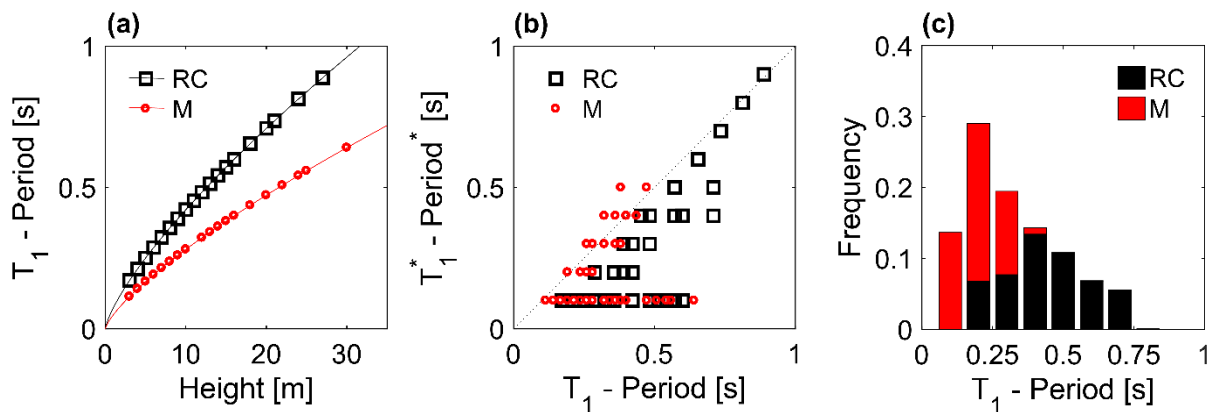 (a)
T1 - Period [s]
1
0.5
0
RC
M
0 10 20 30
Height [m]
(b)
T1* - Period* [s]
1
0.5
0
RC
M
0 0.5 1
T1 - Period [s]
(c)
Frequency
0.4
0.3
0.2
0.1
0
RC
M
0 0.25 0.5 0.75 1
T1 - Period [s]